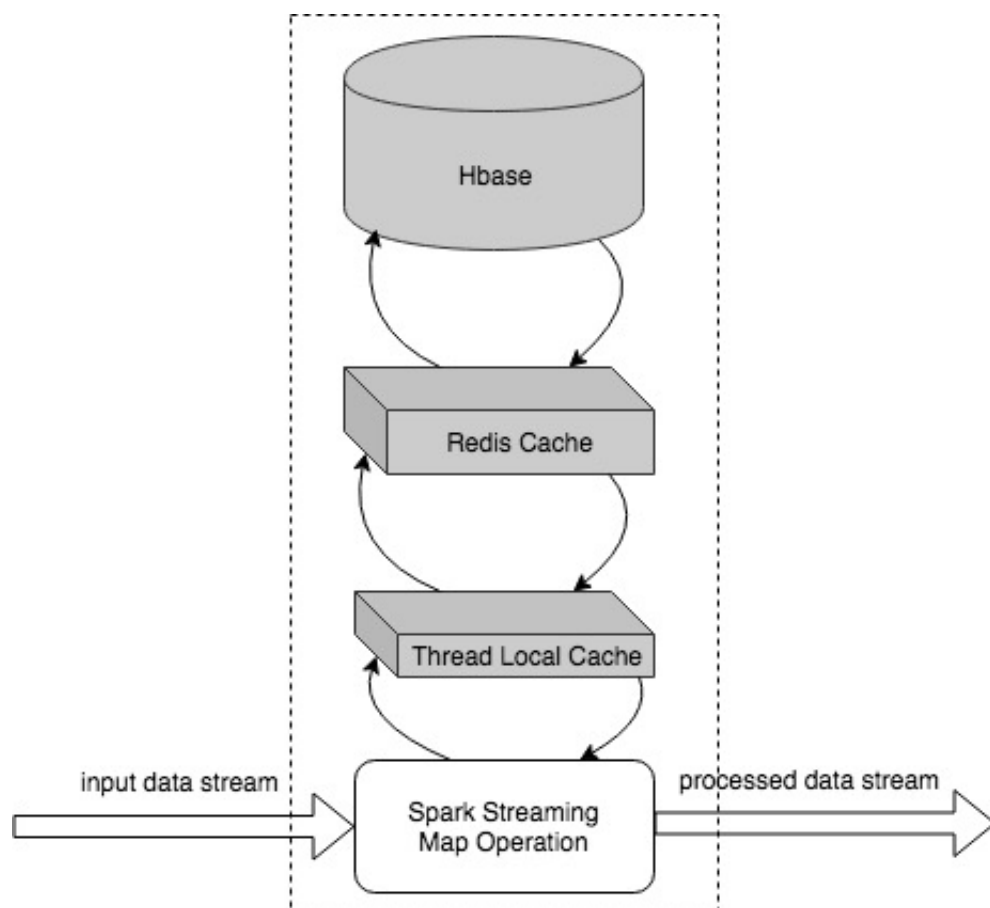 Hbase
Redis Cache
Thread Local Cache
input data stream
processed data stream
Spark Streaming
Map Operation